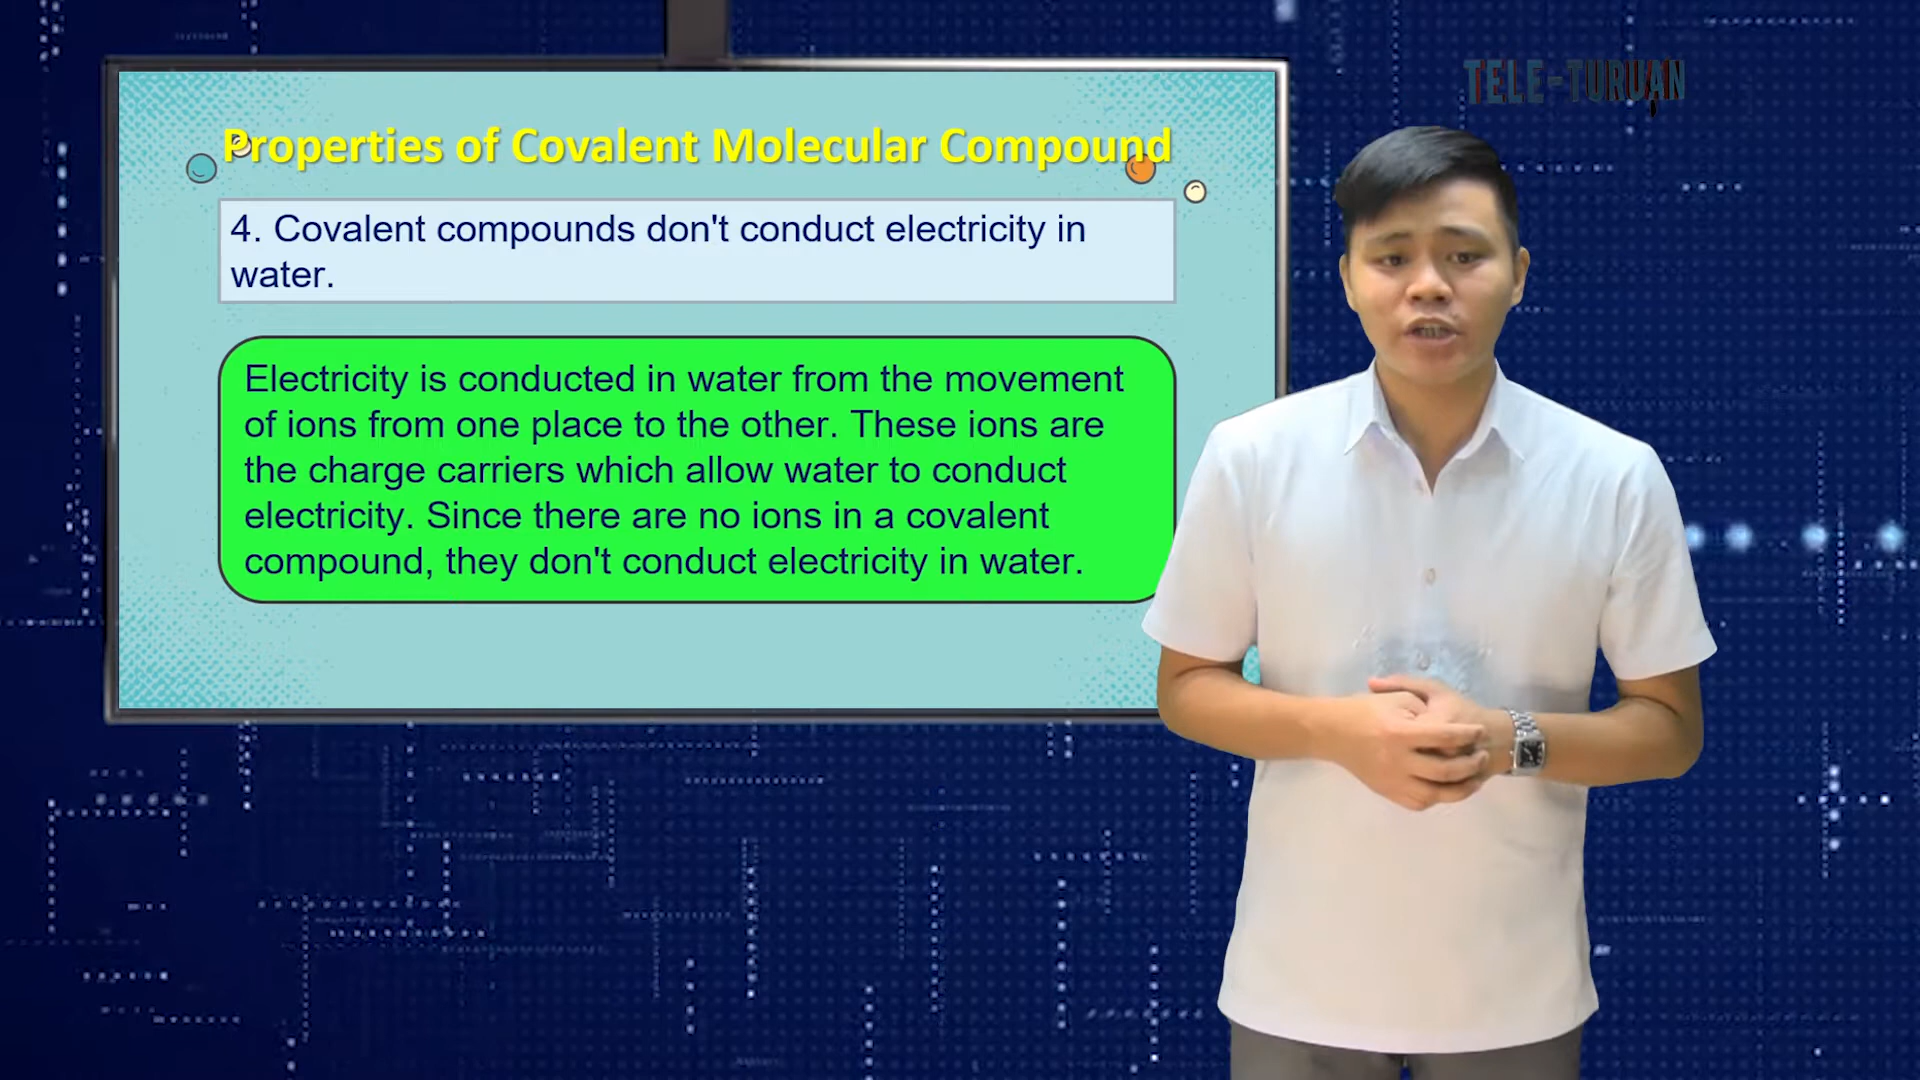 TELE-TURUAN
Properties of Covalent Molecular Compound
4. Covalent compounds don't conduct electricity in
water.
Electricity is conducted in water from the movement
of ions from one place to the other. These ions are
the charge carriers which allow water to conduct
electricity. Since there are no ions in a covalent
compound, they don't conduct electricity in water.